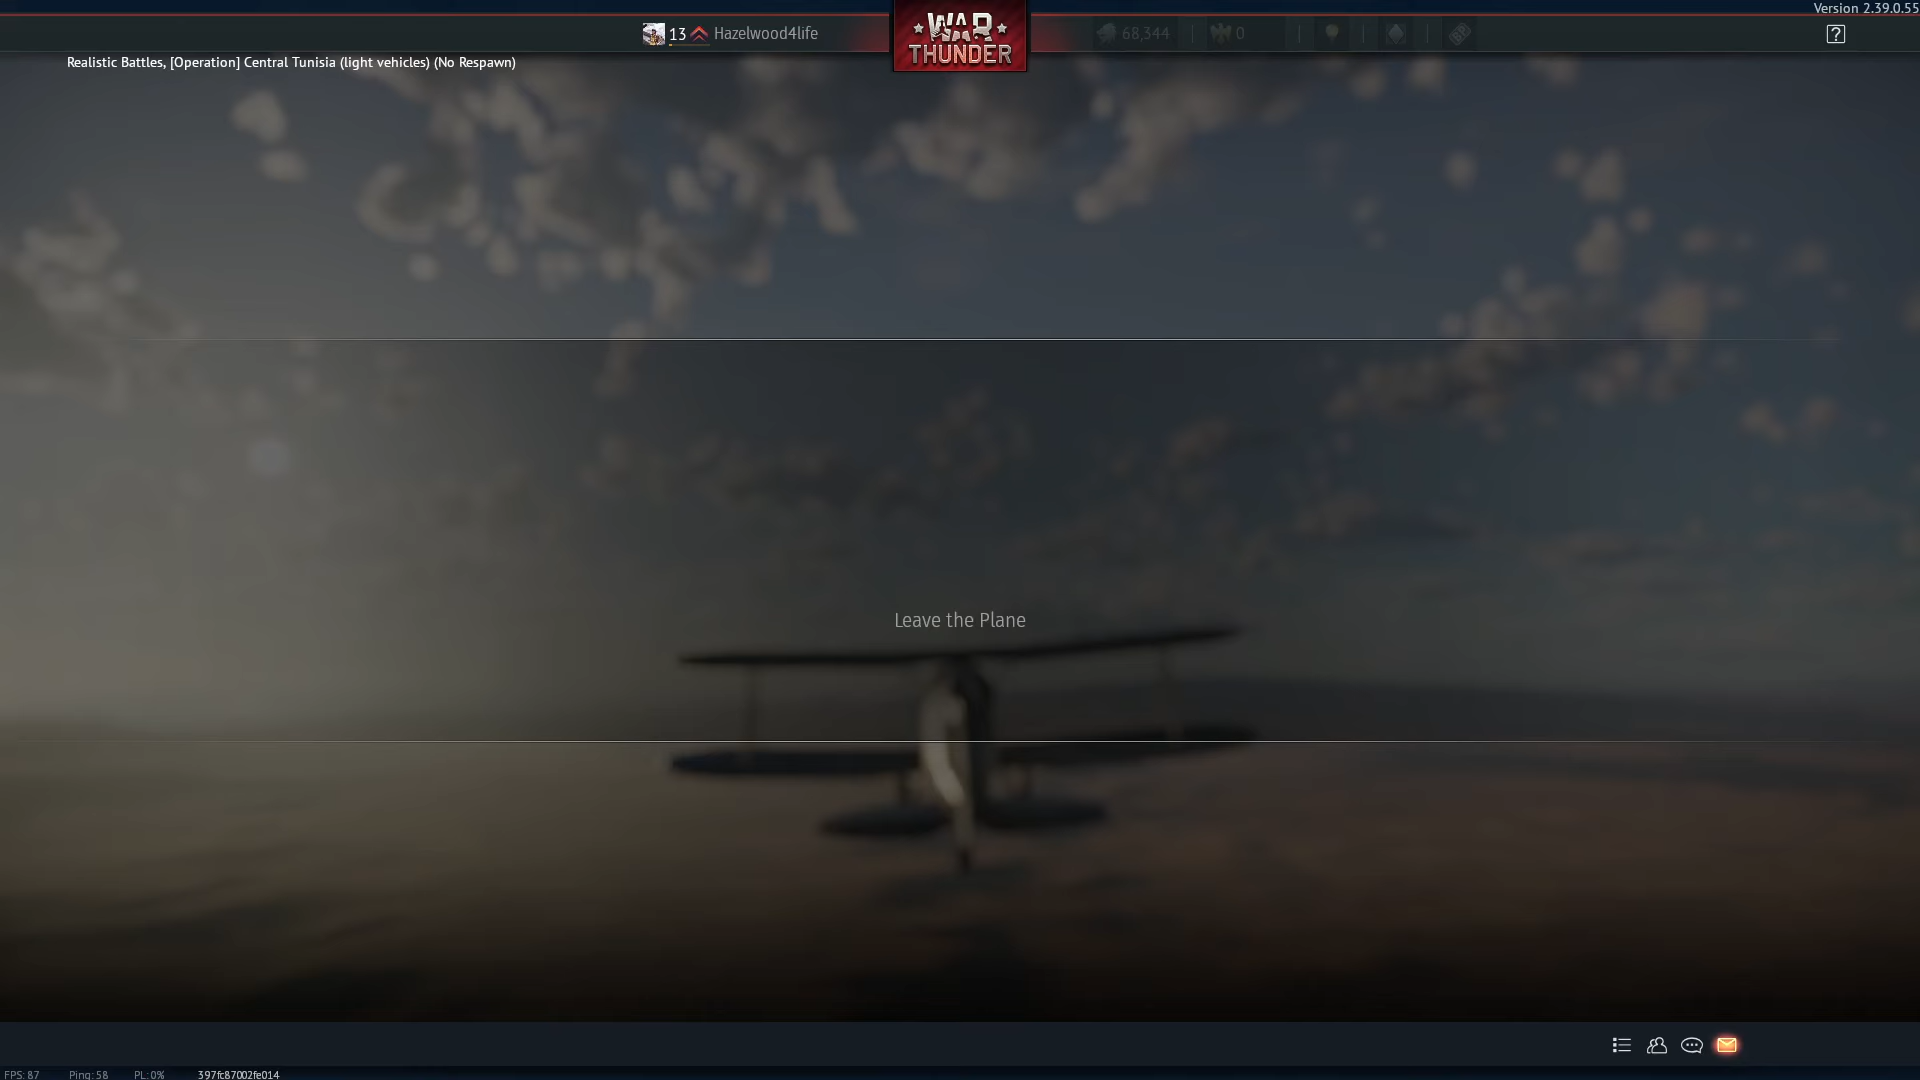 Version 2.39.0.55
13 Hazelwood4life
WAR THUNDER
68,344
0
Realistic Battles, [Operation] Central Tunisia (light vehicles) (No Respawn)
Leave the Plane
FPS: 87 Ping: 58 PL: 0% 397fc87002fe014